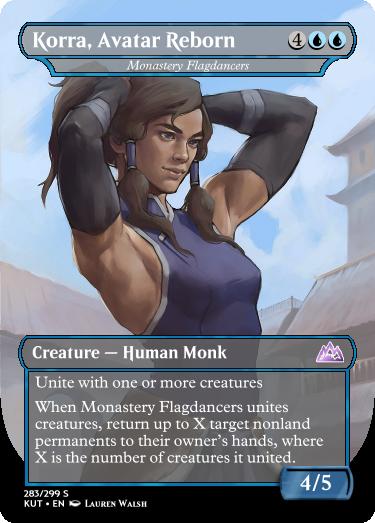 Korra, Avatar Reborn 4
Monastery Flagdancers
Creature — Human Monk
Unite with one or more creatures
When Monastery Flagdancers unites
creatures, return up to X target nonland
permanents to their owner's hands, where
X is the number of creatures it united.
4/5
283/299 S
KUT • EN Lauren Walsh